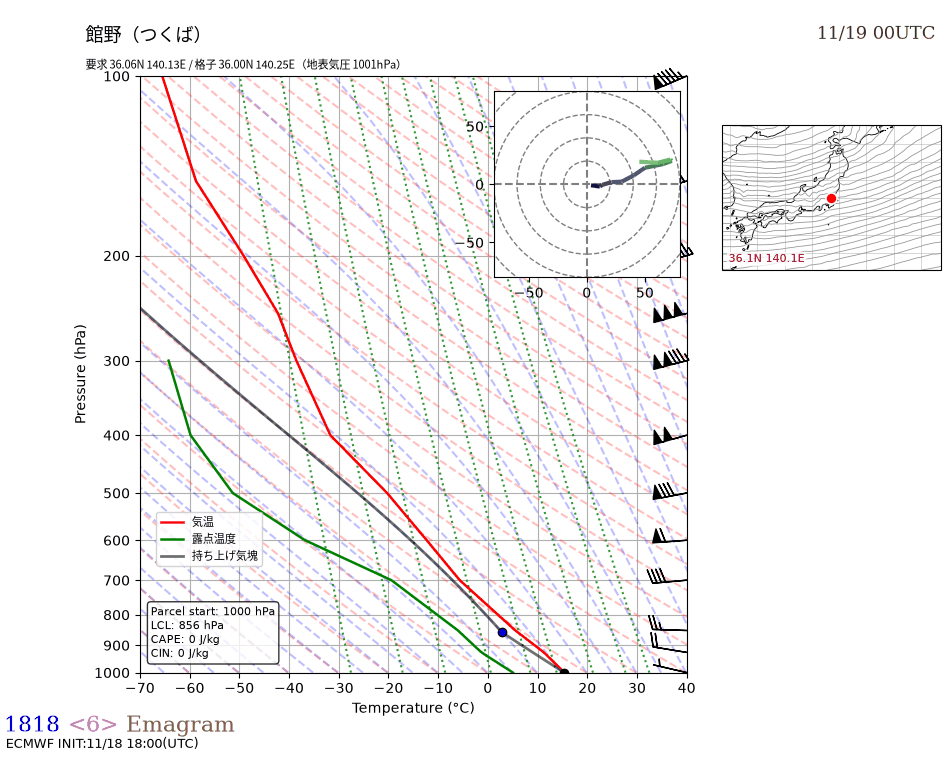 館野（つくば）
11/19 00UTC
要求 36.06N 140.13E / 格子 36.00N 140.25E（地表気圧 1001hPa）
100
200
300
400
500
600
700
800
900
1000
Pressure (hPa)
50
0
−50
−50 0 50
36.1N 140.1E
気温
露点温度
持ち上げ気塊
Parcel start: 1000 hPa
LCL: 856 hPa
CAPE: 0 J/kg
CIN: 0 J/kg
−70 −60 −50 −40 −30 −20 −10 0 10 20 30 40
Temperature (°C)
1818 <6> Emagram
ECMWF INIT:11/18 18:00(UTC)